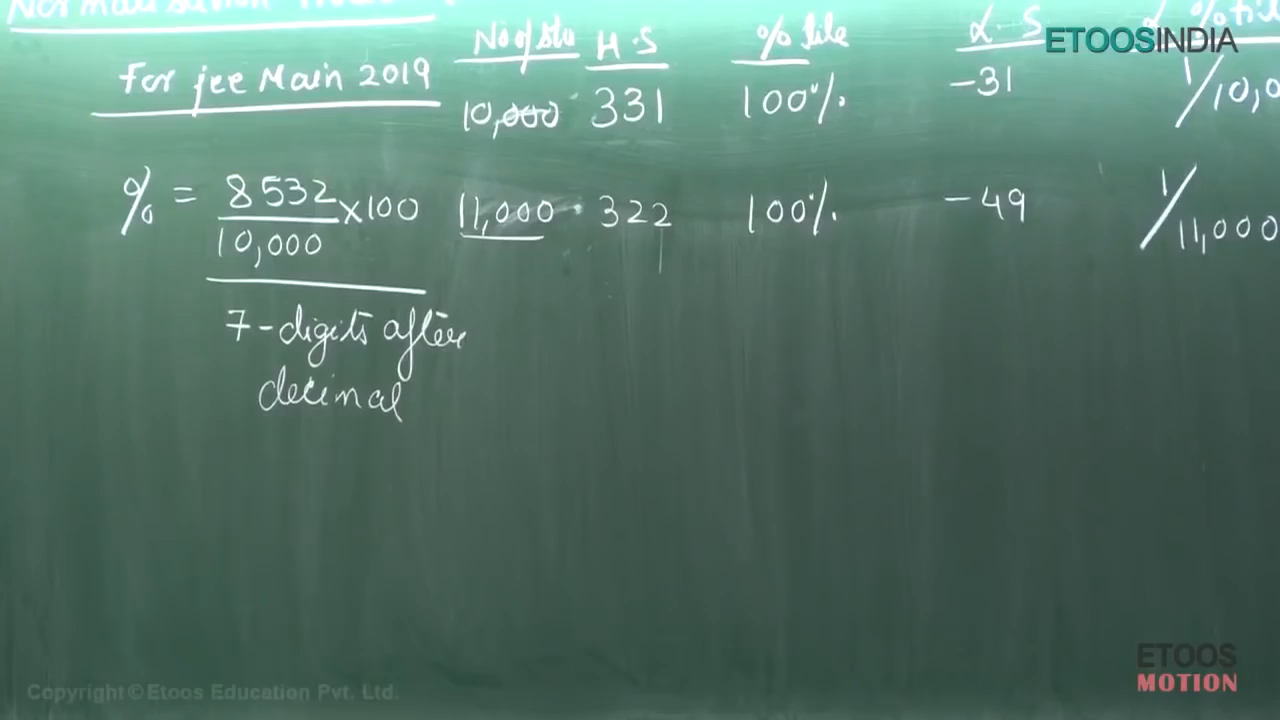 Normalisation
No of stu H.S %tile L.S L %tile
ETOOSINDIA
For jee Main 2019
10,000 331 100% -31 1/10,0
% = 8532/10,000 x100 11,000 322 100% -49 1/11,000
7-digits after
decimal
ETOOS
MOTION
Copyright © Etoos Education Pvt. Ltd.